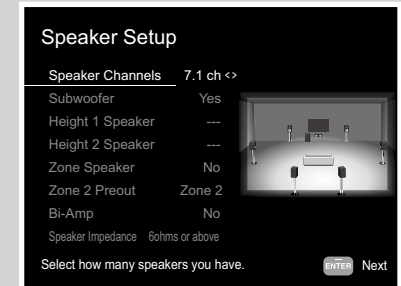 Speaker Setup
Speaker Channels 7.1 ch <>
Subwoofer Yes
Height 1 Speaker ---
Height 2 Speaker ---
Zone Speaker No
Zone 2 Preout Zone 2
Bi-Amp No
Speaker Impedance 6ohms or above
Select how many speakers you have. ENTER Next